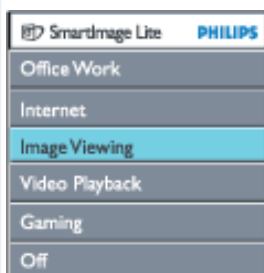 SmartImage Lite PHILIPS
Office Work
Internet
Image Viewing
Video Playback
Gaming
Off